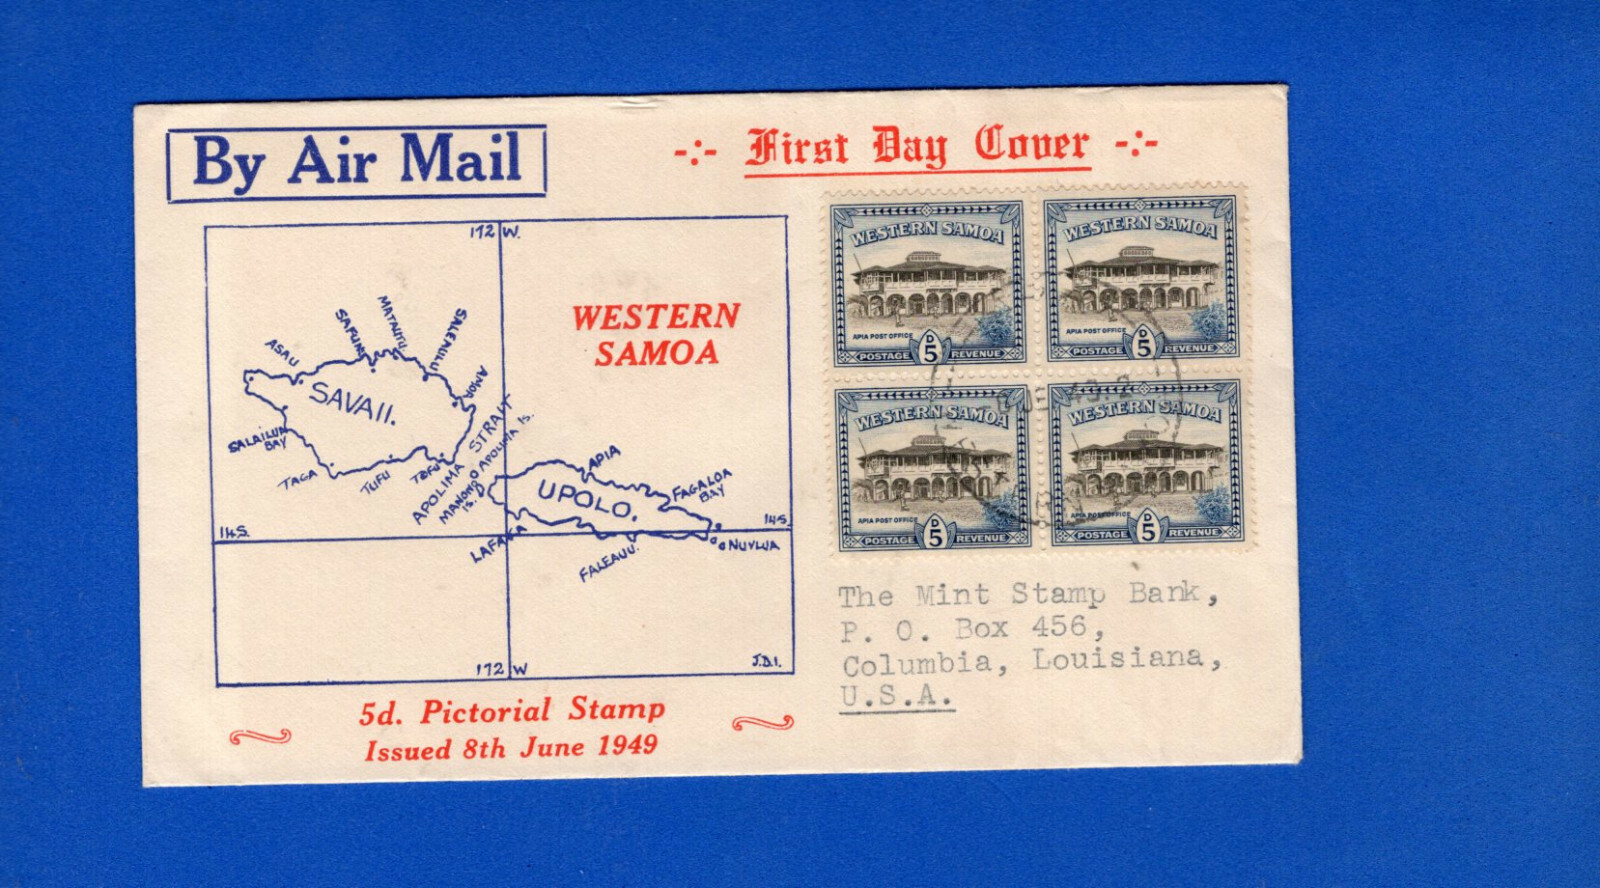 By Air Mail
-:- First Day Cover -:-
172 W.
WESTERN
SAMOA
ASAU
SAFUNE
MATAUTU
SALEAULU
AMOA
SAVAII.
SALAILUA
BAY
TAGA
TUFU
TOFU
APOLIMA STRAIT
MANONO
IS.
APOLIMA IS.
UPOLO.
APIA
FAGALOA
BAY
14S.
14S.
LAFAGA
FALEAUU.
NUVLUA
172 W
J.D.I.
5d. Pictorial Stamp
Issued 8th June 1949
WESTERN SAMOA
APIA POST OFFICE
POSTAGE D 5 REVENUE
WESTERN SAMOA
APIA POST OFFICE
POSTAGE D 5 REVENUE
WESTERN SAMOA
APIA POST OFFICE
POSTAGE D 5 REVENUE
WESTERN SAMOA
APIA POST OFFICE
POSTAGE D 5 REVENUE
The Mint Stamp Bank,
P. O. Box 456,
Columbia, Louisiana,
U.S.A.